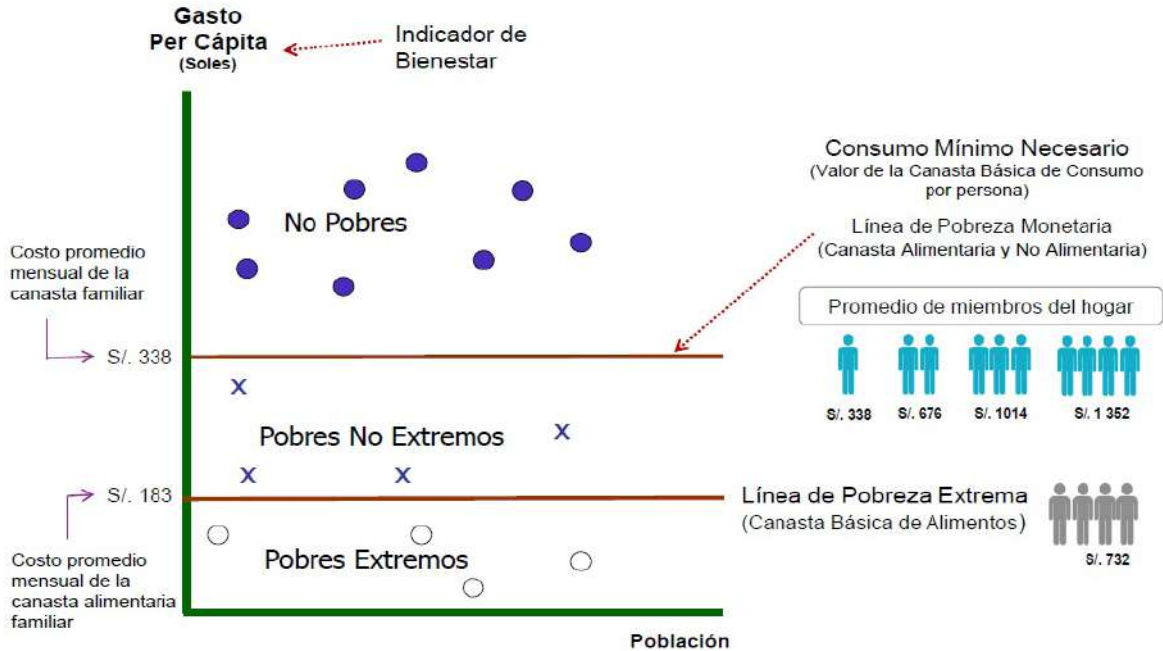 Gasto
Per Cápita
(Soles)
Indicador de
Bienestar
No Pobres
Costo promedio
mensual de la
canasta familiar
S/. 338
Consumo Mínimo Necesario
(Valor de la Canasta Básica de Consumo
por persona)
Línea de Pobreza Monetaria
(Canasta Alimentaria y No Alimentaria)
Promedio de miembros del hogar
S/. 338
S/. 676
S/. 1014
S/. 1 352
X
Pobres No Extremos
X
X
X
S/. 183
Línea de Pobreza Extrema
(Canasta Básica de Alimentos)
S/. 732
Costo promedio
mensual de la
canasta alimentaria
familiar
Pobres Extremos
Población